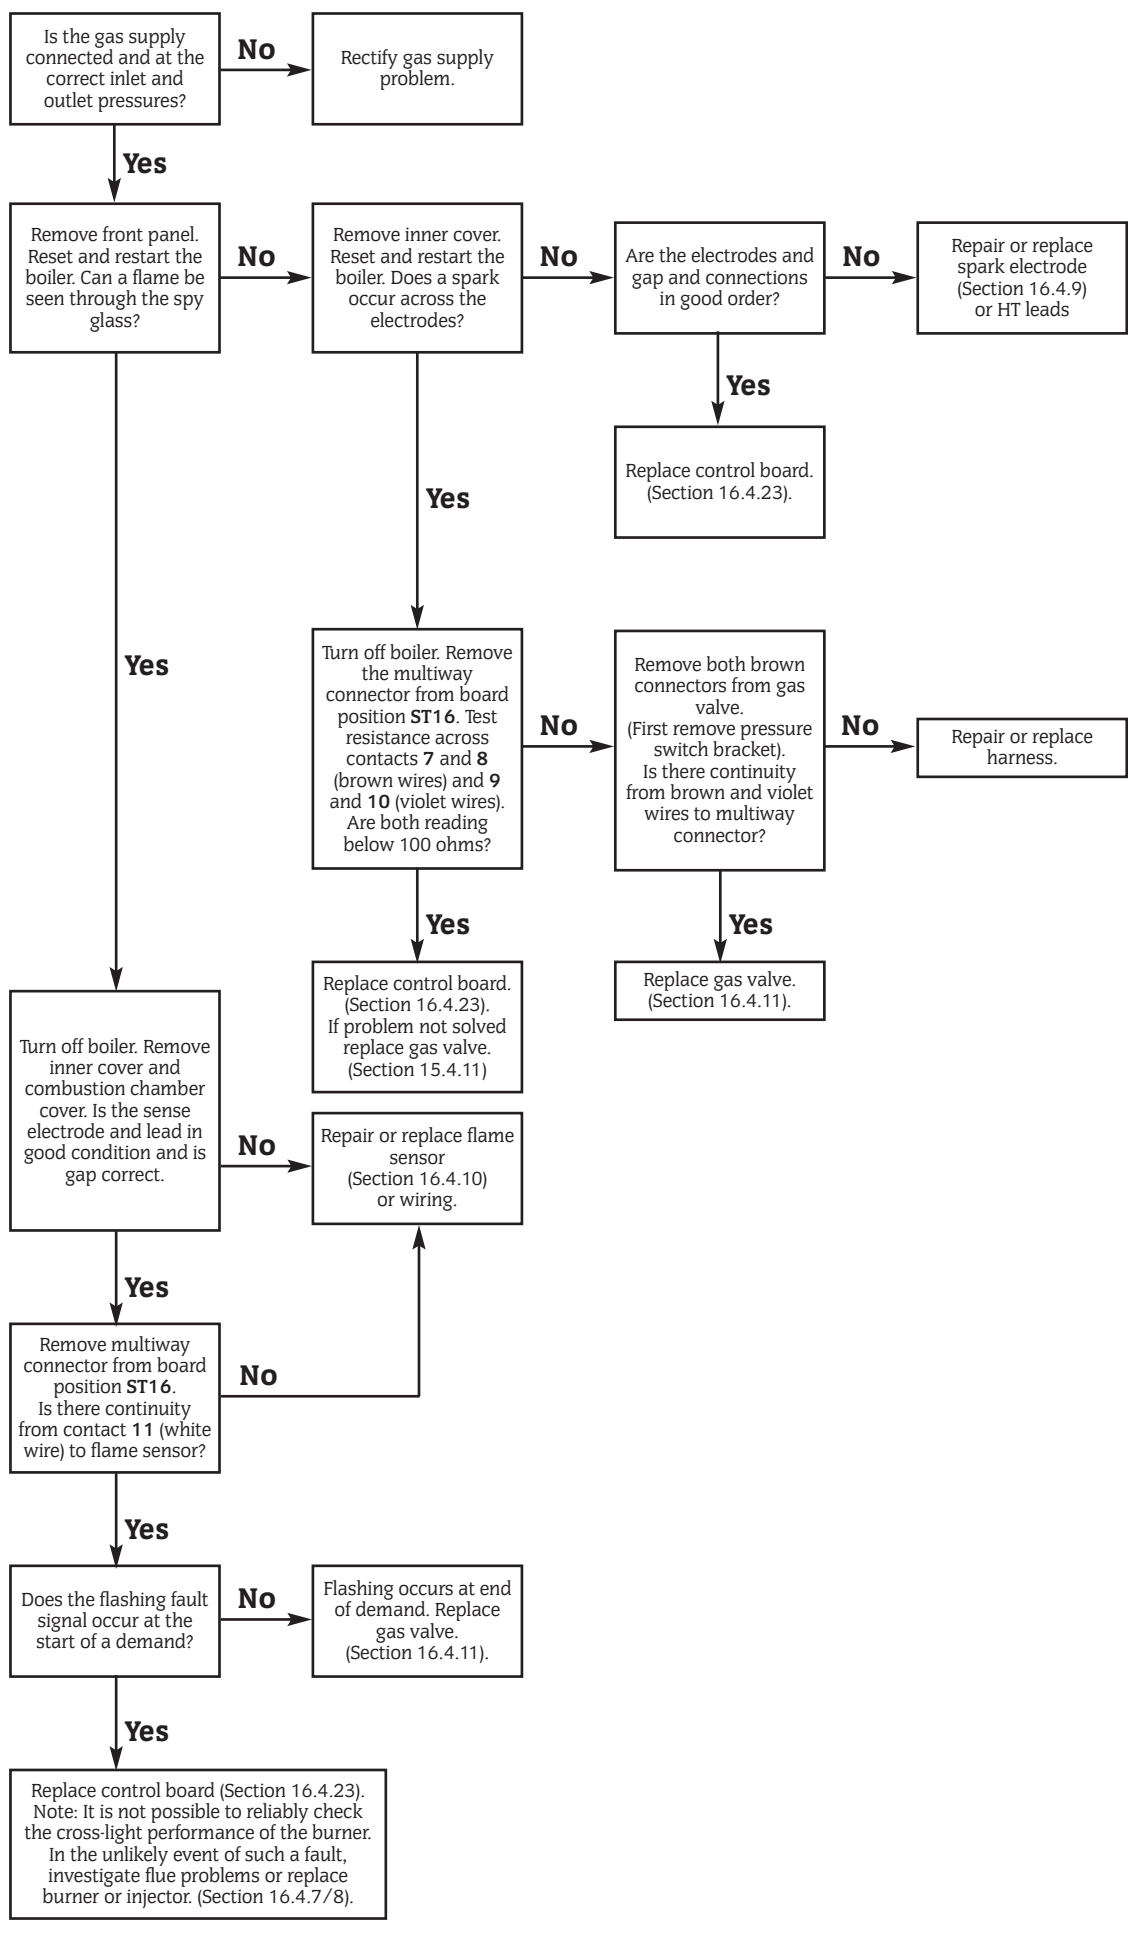 Is the gas supply
connected and at the
correct inlet and
outlet pressures?
No
Rectify gas supply
problem.
Yes
Remove front panel.
Reset and restart the
boiler. Can a flame be
seen through the spy
glass?
No
Remove inner cover.
Reset and restart the
boiler. Does a spark
occur across the
electrodes?
No
Are the electrodes and
gap and connections
in good order?
No
Repair or replace
spark electrode
(Section 16.4.9)
or HT leads
Yes
Replace control board.
(Section 16.4.23).
Yes
Yes
Turn off boiler. Remove
the multiway
connector from board
position ST16. Test
resistance across
contacts 7 and 8
(brown wires) and 9
and 10 (violet wires).
Are both reading
below 100 ohms?
No
Remove both brown
connectors from gas
valve.
(First remove pressure
switch bracket).
Is there continuity
from brown and violet
wires to multiway
connector?
No
Repair or replace
harness.
Yes
Replace control board.
(Section 16.4.23).
If problem not solved
replace gas valve.
(Section 15.4.11)
Yes
Replace gas valve.
(Section 16.4.11).
Turn off boiler. Remove
inner cover and
combustion chamber
cover. Is the sense
electrode and lead in
good condition and is
gap correct.
No
Repair or replace flame
sensor
(Section 16.4.10)
or wiring.
Yes
Remove multiway
connector from board
position ST16.
Is there continuity
from contact 11 (white
wire) to flame sensor?
No
Yes
Does the flashing fault
signal occur at the
start of a demand?
No
Flashing occurs at end
of demand. Replace
gas valve.
(Section 16.4.11).
Yes
Replace control board (Section 16.4.23).
Note: It is not possible to reliably check
the cross-light performance of the burner.
In the unlikely event of such a fault,
investigate flue problems or replace
burner or injector. (Section 16.4.7/8).